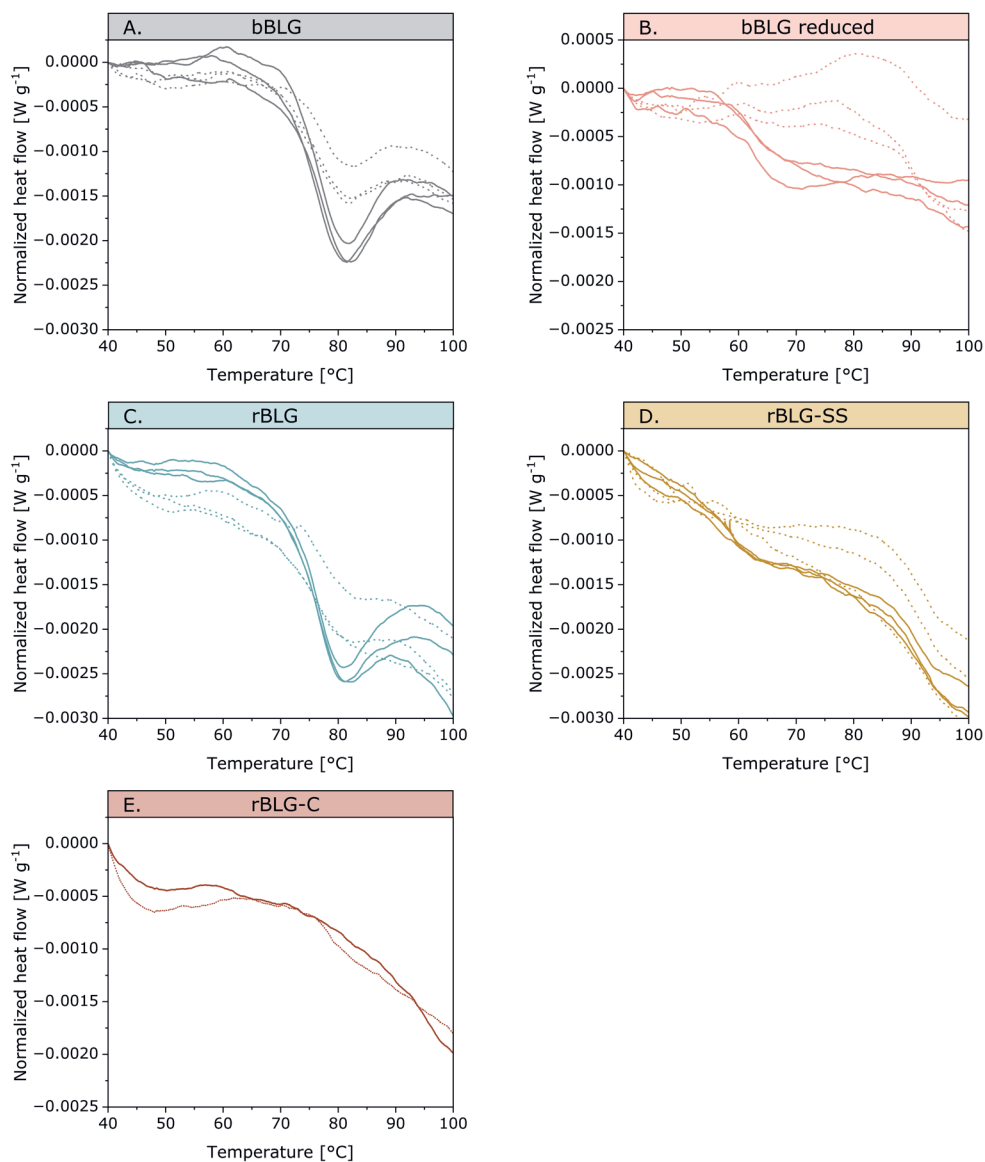 A. bBLG
0.0000
−0.0005
−0.0010
−0.0015
−0.0020
−0.0025
−0.0030
Normalized heat flow [W g⁻¹]
40 50 60 70 80 90 100
Temperature [°C]
B. bBLG reduced
0.0005
0.0000
−0.0005
−0.0010
−0.0015
−0.0020
−0.0025
Normalized heat flow [W g⁻¹]
40 50 60 70 80 90 100
Temperature [°C]
C. rBLG
0.0000
−0.0005
−0.0010
−0.0015
−0.0020
−0.0025
−0.0030
Normalized heat flow [W g⁻¹]
40 50 60 70 80 90 100
Temperature [°C]
D. rBLG-SS
0.0000
−0.0005
−0.0010
−0.0015
−0.0020
−0.0025
−0.0030
Normalized heat flow [W g⁻¹]
40 50 60 70 80 90 100
Temperature [°C]
E. rBLG-C
0.0000
−0.0005
−0.0010
−0.0015
−0.0020
−0.0025
Normalized heat flow [W g⁻¹]
40 50 60 70 80 90 100
Temperature [°C]